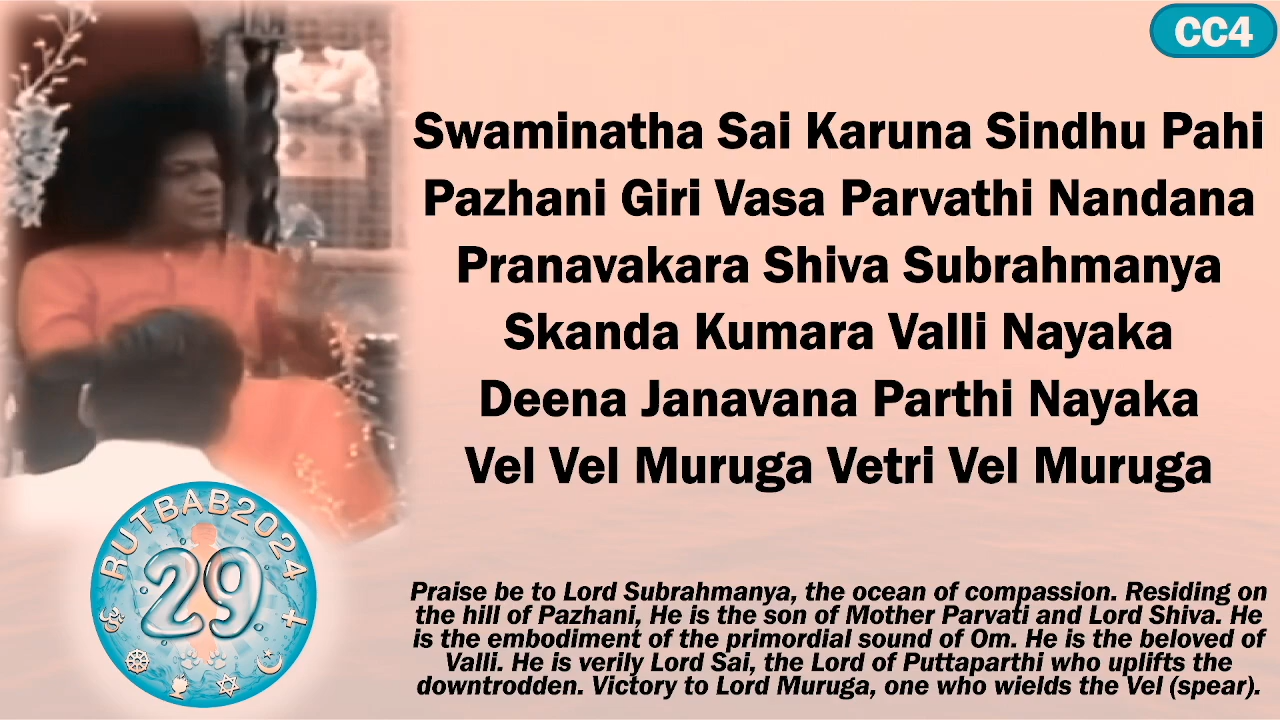 CC4
Swaminatha Sai Karuna Sindhu Pahi
Pazhani Giri Vasa Parvathi Nandana
Pranavakara Shiva Subrahmanya
Skanda Kumara Valli Nayaka
Deena Janavana Parthi Nayaka
Vel Vel Muruga Vetri Vel Muruga
RUTBAB2024
29
Praise be to Lord Subrahmanya, the ocean of compassion. Residing on
the hill of Pazhani, He is the son of Mother Parvati and Lord Shiva. He
is the embodiment of the primordial sound of Om. He is the beloved of
Valli. He is verily Lord Sai, the Lord of Puttaparthi who uplifts the
downtrodden. Victory to Lord Muruga, one who wields the Vel (spear).